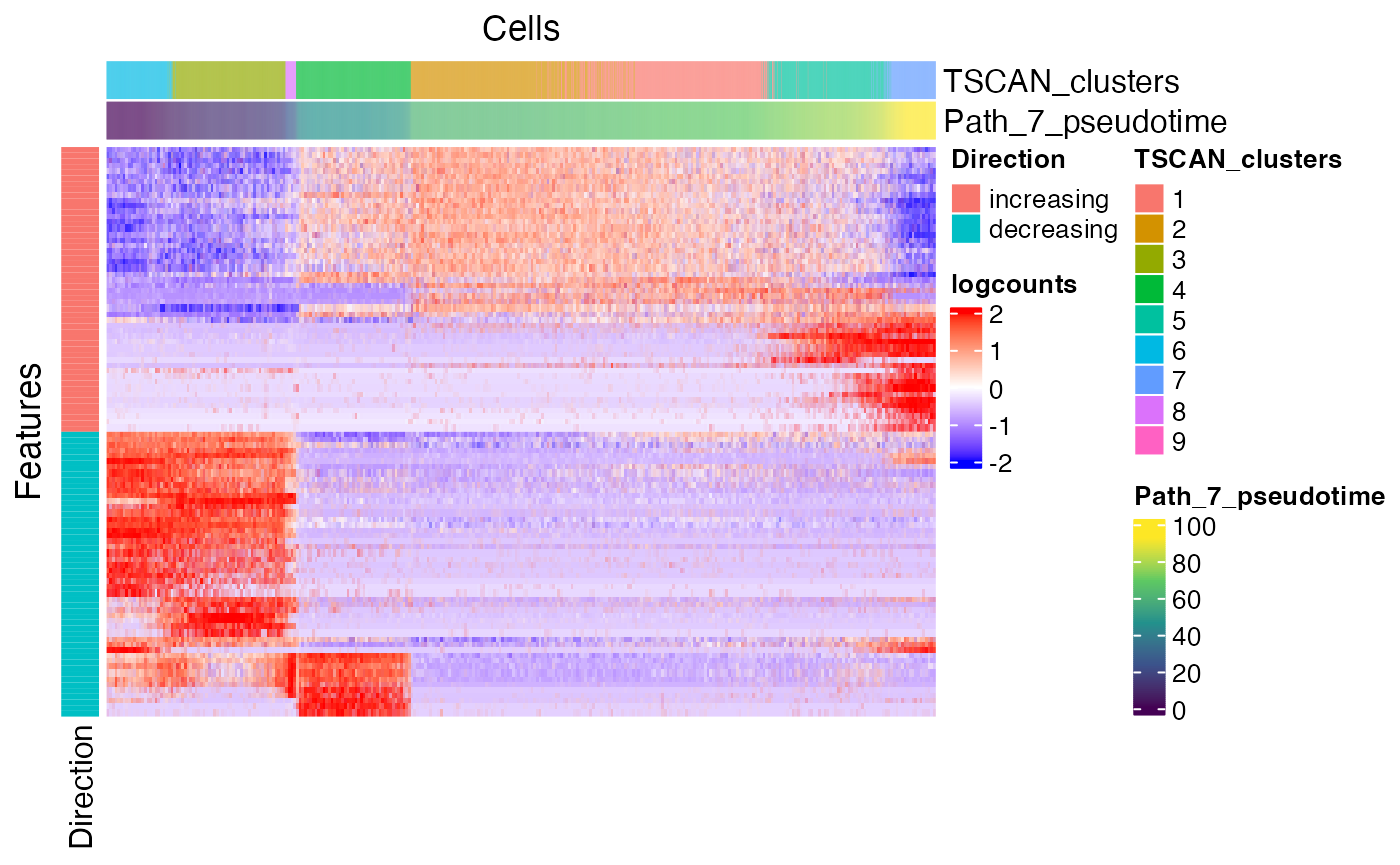 Cells
TSCAN_clusters
Path_7_pseudotime
Features
Direction
Direction
increasing
decreasing
logcounts
2
1
0
-1
-2
TSCAN_clusters
1
2
3
4
5
6
7
8
9
Path_7_pseudotime
100
80
60
40
20
0